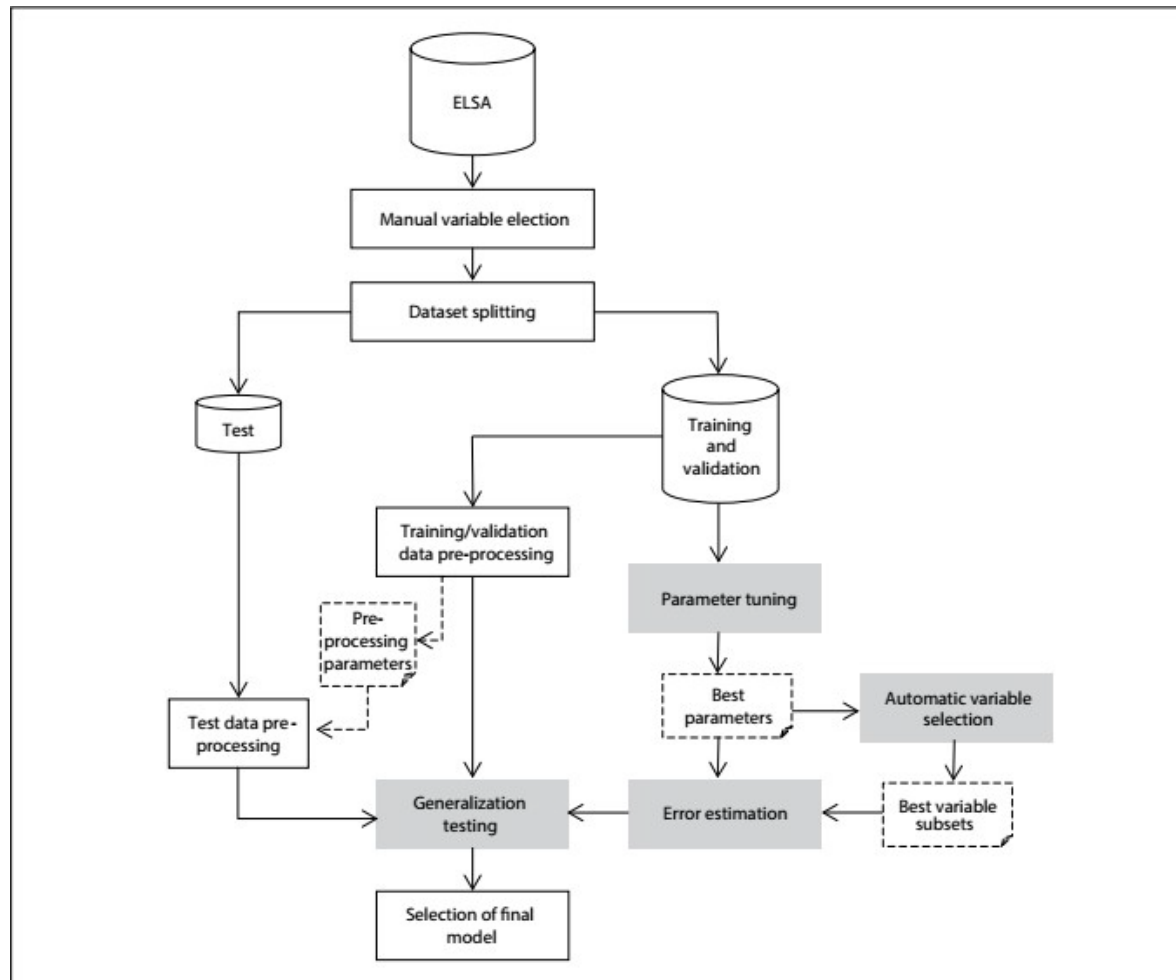 ELSA
Manual variable election
Dataset splitting
Test
Training
and
validation
Training/validation
data pre-processing
Parameter tuning
Pre-
processing
parameters
Best
parameters
Automatic variable
selection
Test data pre-
processing
Generalization
testing
Error estimation
Best variable
subsets
Selection of final
model